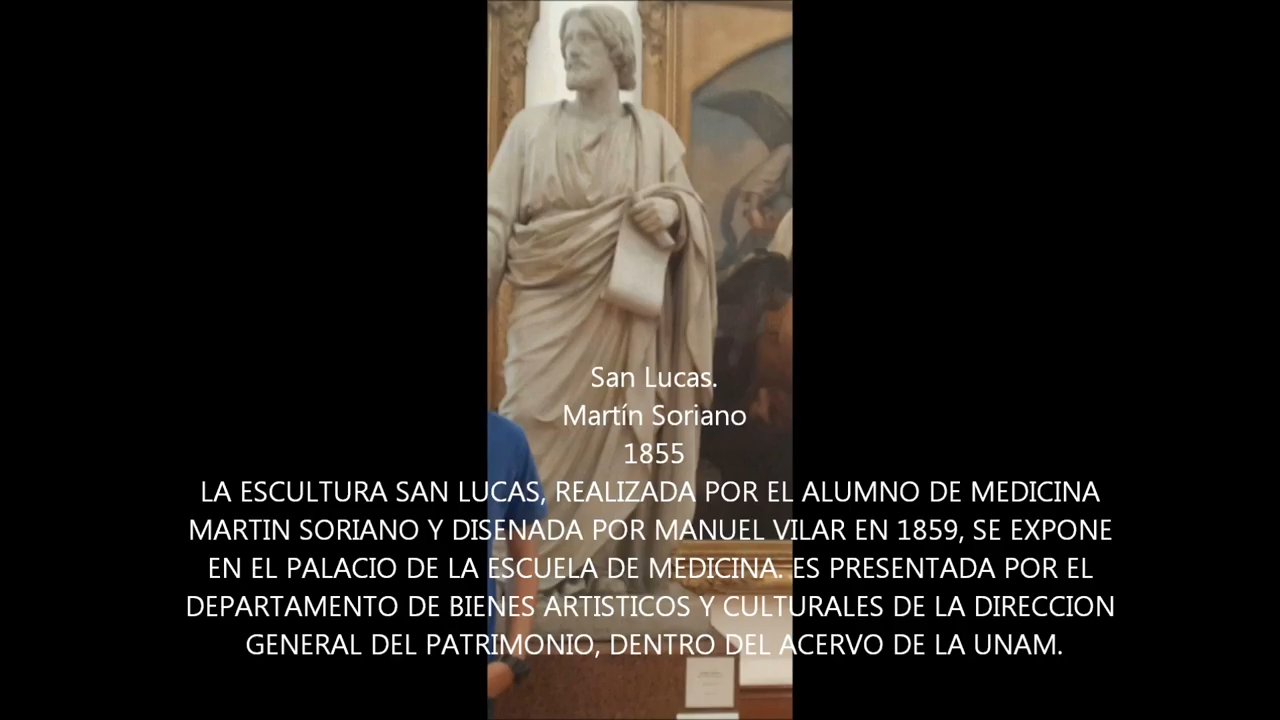 San Lucas.
Martín Soriano
1855
LA ESCULTURA SAN LUCAS, REALIZADA POR EL ALUMNO DE MEDICINA
MARTIN SORIANO Y DISENADA POR MANUEL VILAR EN 1859, SE EXPONE
EN EL PALACIO DE LA ESCUELA DE MEDICINA. ES PRESENTADA POR EL
DEPARTAMENTO DE BIENES ARTISTICOS Y CULTURALES DE LA DIRECCION
GENERAL DEL PATRIMONIO, DENTRO DEL ACERVO DE LA UNAM.